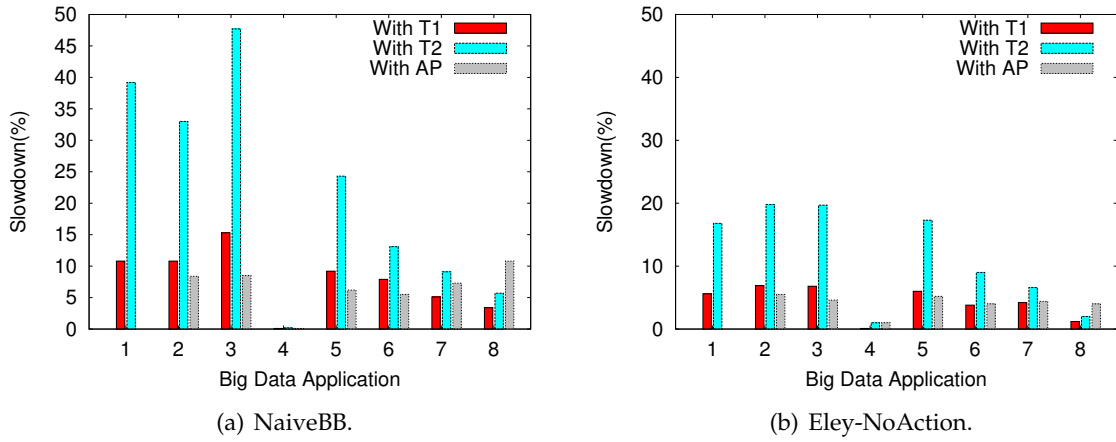 50
45
40
35
30
25
20
15
10
5
0
Slowdown(%)
With T1
With T2
With AP
1 2 3 4 5 6 7 8
Big Data Application
(a) NaiveBB.
50
40
30
20
10
0
Slowdown(%)
With T1
With T2
With AP
1 2 3 4 5 6 7 8
Big Data Application
(b) Eley-NoAction.